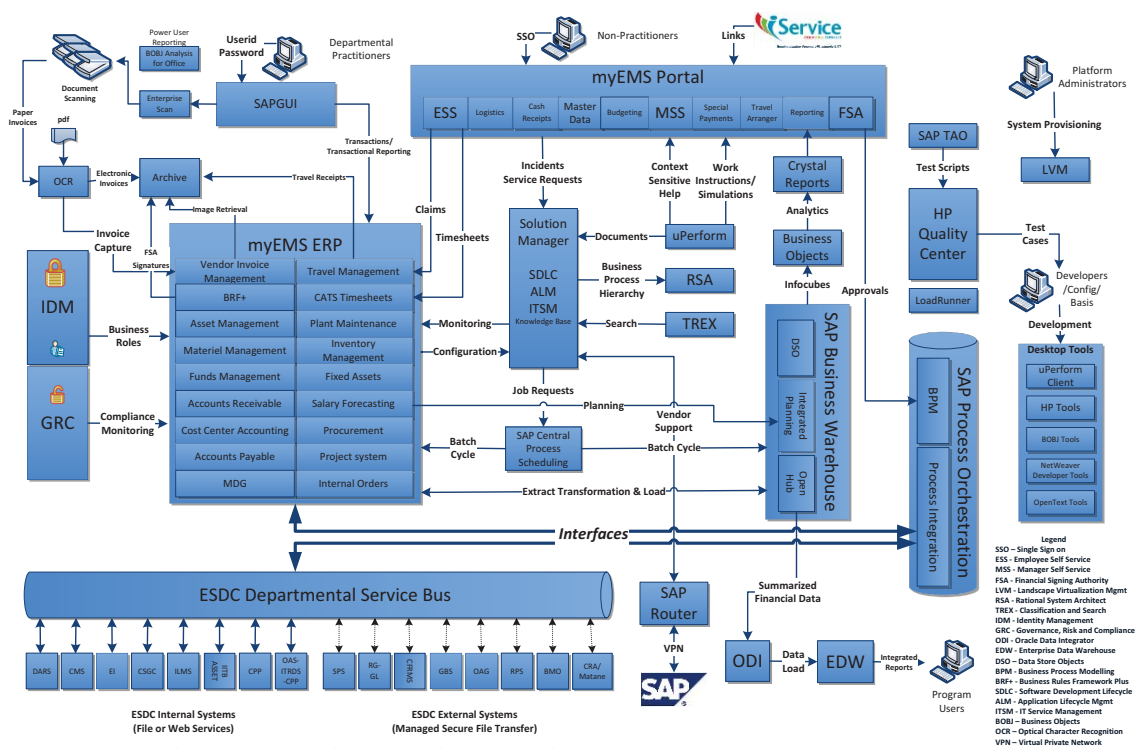 Power User
Reporting
BOBJ Analysis
for Office
Userid
Password
Departmental
Practitioners
SSO
Non-Practitioners
Links
iService
Platform
Administrators
Document
Scanning
Enterprise
Scan
SAPGUI
Paper
Invoices
pdf
OCR
Electronic
Invoices
Archive
Travel Receipts
Transactions/
Transactional Reporting
Image Retrieval
Invoice
Capture
FSA
Signatures
myEMS Portal
ESS
Logistics
Cash
Receipts
Master
Data
Budgeting
MSS
Special
Payments
Travel
Arranger
Reporting
FSA
Claims
Timesheets
Incidents
Service Requests
Context
Sensitive
Help
Work
Instructions/
Simulations
Crystal
Reports
Analytics
Business
Objects
Infocubes
Approvals
SAP TAO
Test Scripts
HP
Quality
Center
LoadRunner
System Provisioning
LVM
Test
Cases
Developers
/Config/
Basis
Development
Desktop Tools
uPerform
Client
HP Tools
BOBJ Tools
NetWeaver
Developer Tools
OpenText Tools
IDM
GRC
Business
Roles
Compliance
Monitoring
myEMS ERP
Vendor Invoice
Management
Travel Management
BRF+
CATS Timesheets
Asset Management
Plant Maintenance
Materiel Management
Inventory
Management
Funds Management
Fixed Assets
Accounts Receivable
Salary Forecasting
Cost Center Accounting
Procurement
Accounts Payable
Project system
MDG
Internal Orders
Solution
Manager
SDLC
ALM
ITSM
Knowledge Base
Documents
uPerform
Business
Process
Hierarchy
RSA
Search
TREX
Monitoring
Configuration
Job Requests
Planning
Vendor
Support
Batch
Cycle
SAP Central
Process
Scheduling
Batch Cycle
Extract Transformation & Load
SAP Business Warehouse
DSO
Integrated
Planning
Open
Hub
SAP Process Orchestration
BPM
Process Integration
Interfaces
ESDC Departmental Service Bus
DARS
CMS
EI
CSGC
ILMS
IITB
ASSET
CPP
OAS-
ITRDS
-CPP
SPS
RG-
GL
CIFRMS
GBS
OAG
RPS
BMO
CRA/
Matane
ESDC Internal Systems
(File or Web Services)
ESDC External Systems
(Managed Secure File Transfer)
SAP
Router
VPN
SAP
Summarized
Financial Data
ODI
Data
Load
EDW
Integrated
Reports
Program
Users
Legend
SSO – Single Sign on
ESS - Employee Self Service
MSS - Manager Self Service
FSA - Financial Signing Authority
LVM - Landscape Virtualization Mgmt
RSA - Rational System Architect
TREX - Classification and Search
IDM - Identity Management
GRC - Governance, Risk and Compliance
ODI - Oracle Data Integrator
EDW - Enterprise Data Warehouse
DSO – Data Store Objects
BPM - Business Process Modelling
BRF+ - Business Rules Framework Plus
SDLC - Software Development Lifecycle
ALM - Application Lifecycle Mgmt
ITSM - IT Service Management
BOBJ – Business Objects
OCR – Optical Character Recognition
VPN – Virtual Private Network